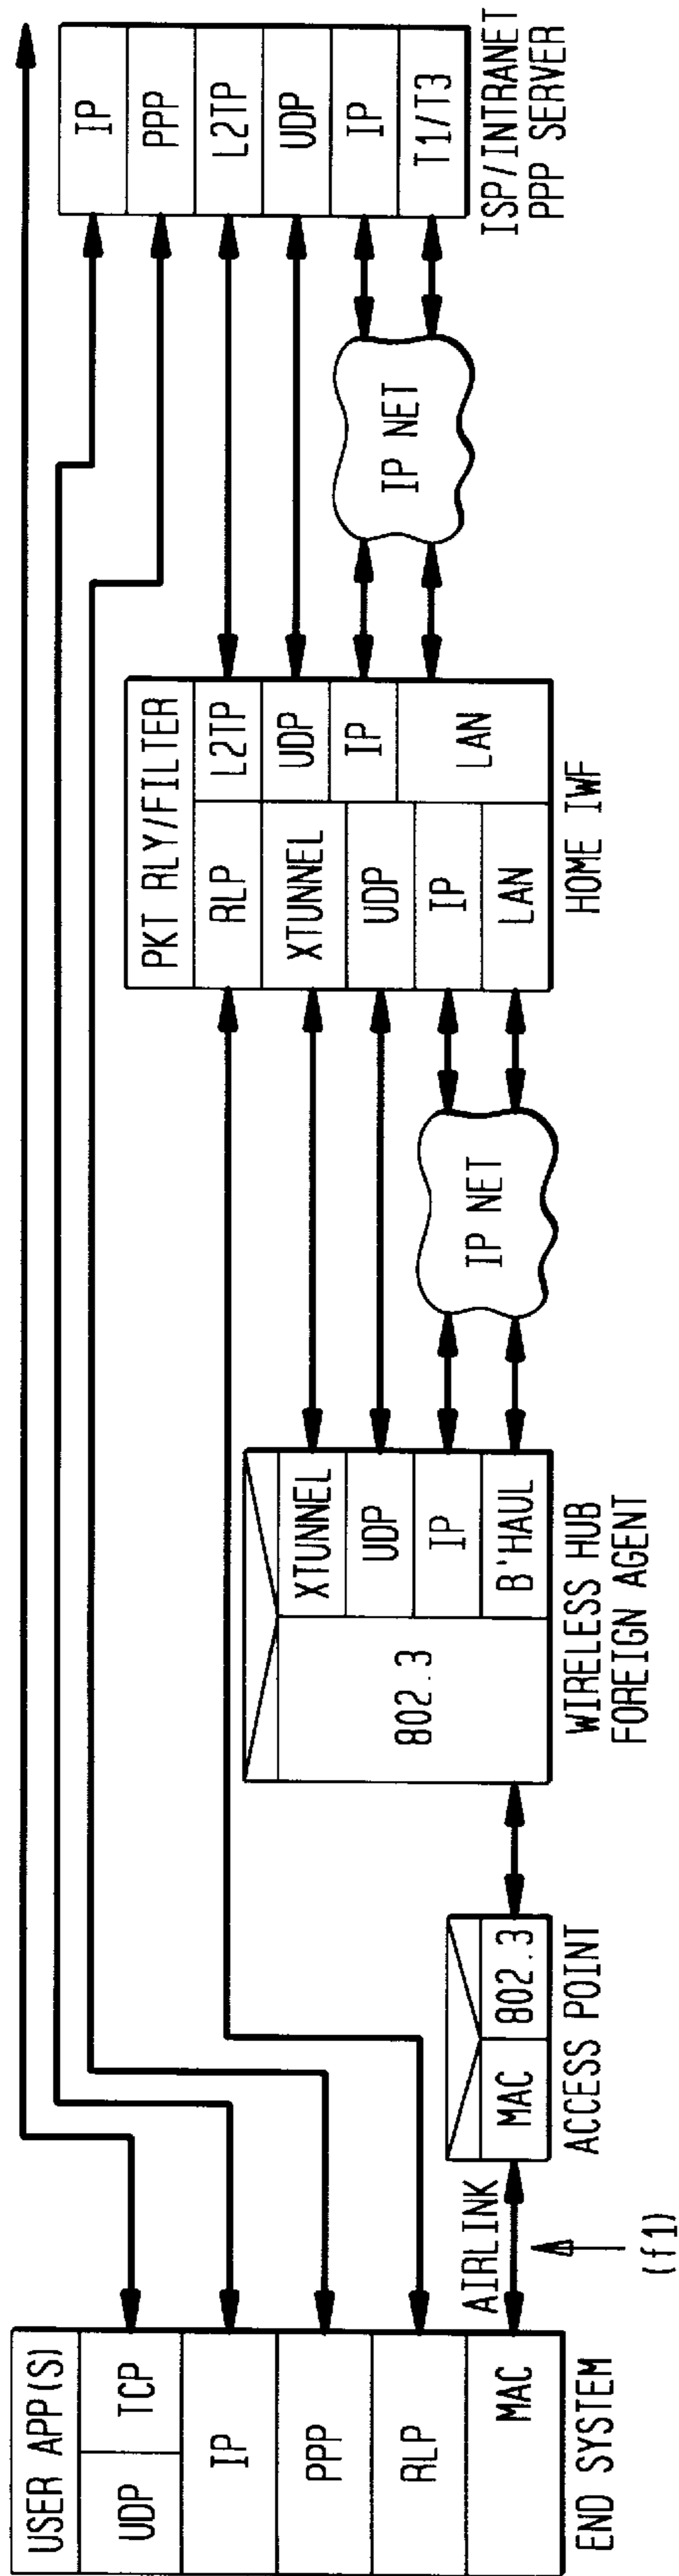 USER APP(S)
UDP
TCP
IP
PPP
RLP
MAC
END SYSTEM
AIRLINK
(f1)
MAC
802.3
ACCESS POINT
802.3
XTUNNEL
UDP
IP
B'HAUL
WIRELESS HUB
FOREIGN AGENT
IP NET
PKT RLY/FILTER
RLP
L2TP
XTUNNEL
UDP
UDP
IP
IP
LAN
LAN
HOME IWF
IP NET
IP
PPP
L2TP
UDP
IP
T1/T3
ISP/INTRANET
PPP SERVER